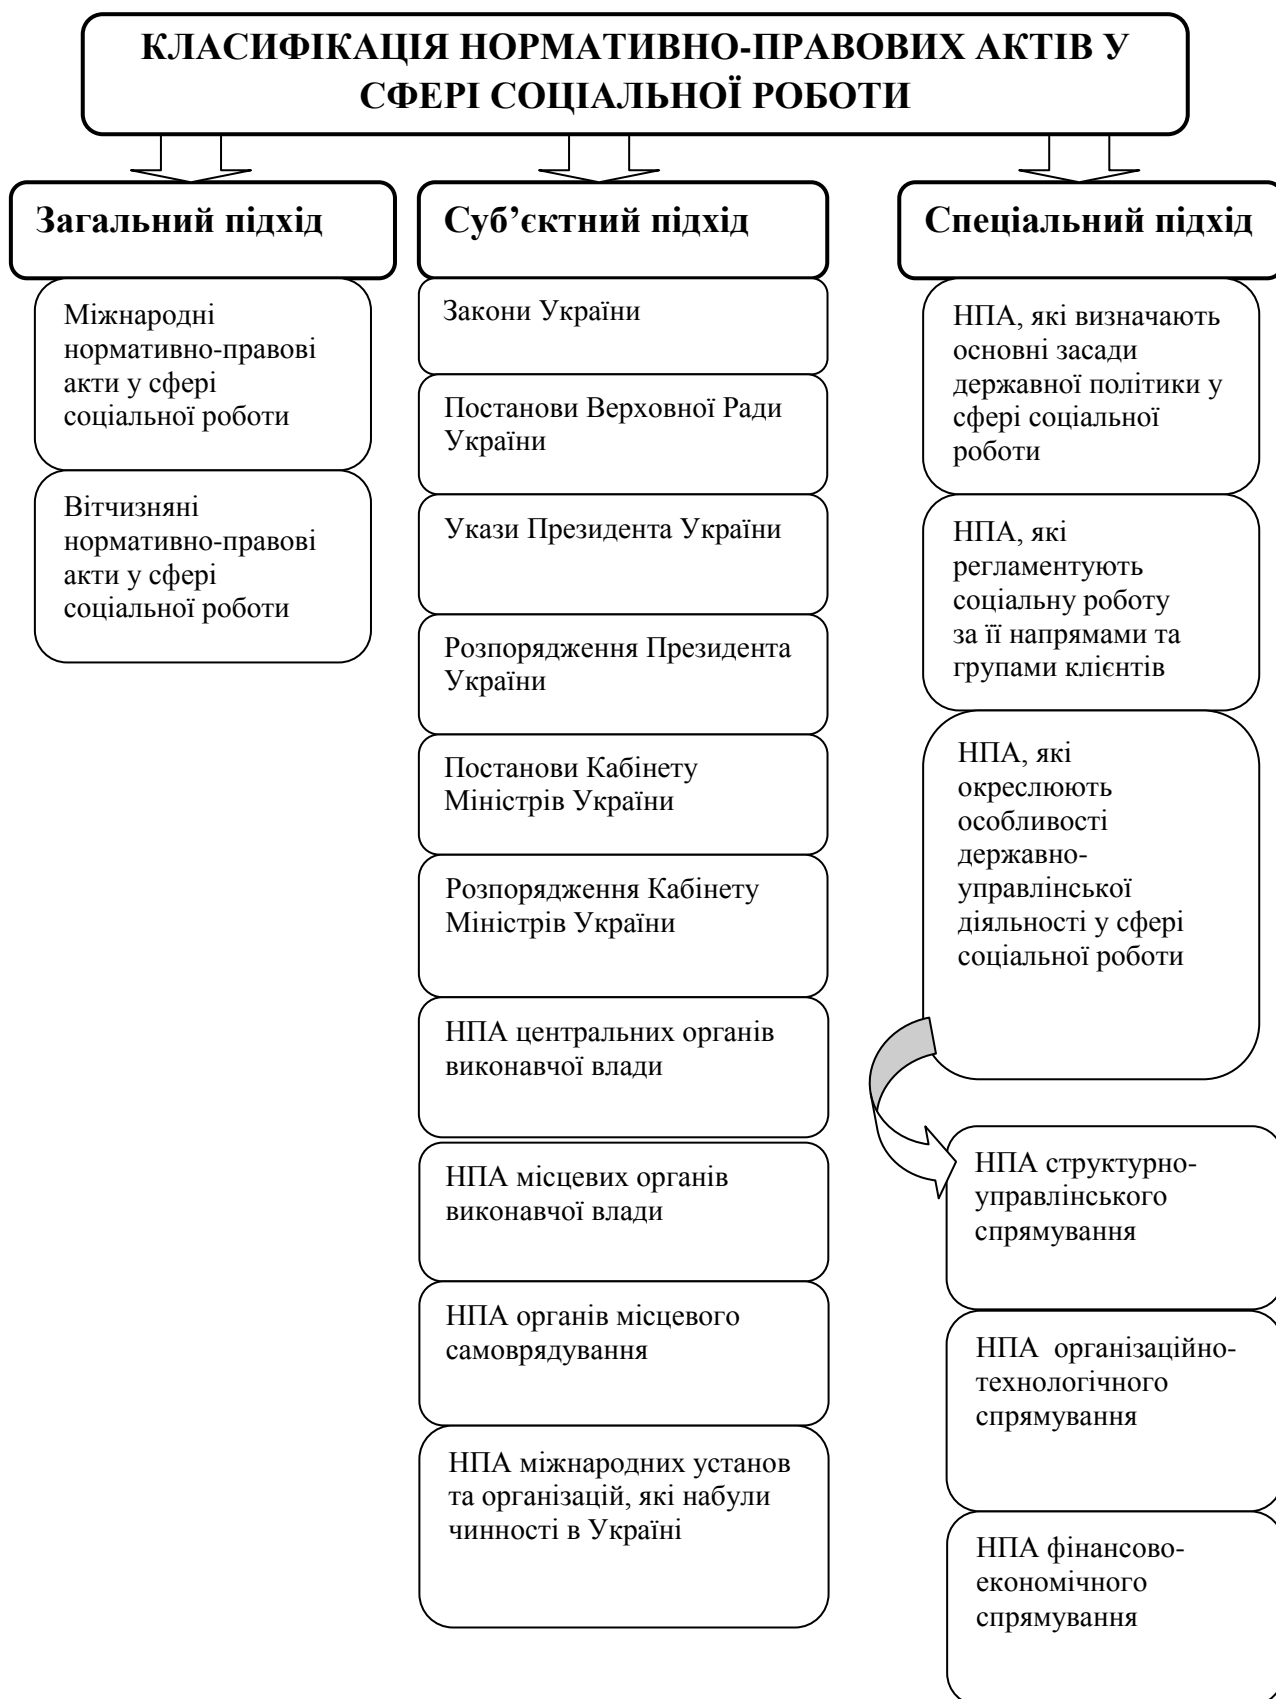 КЛАСИФІКАЦІЯ НОРМАТИВНО-ПРАВОВИХ АКТІВ У
СФЕРІ СОЦІАЛЬНОЇ РОБОТИ
Загальний підхід
Міжнародні
нормативно-правові
акти у сфері
соціальної роботи
Вітчизняні
нормативно-правові
акти у сфері
соціальної роботи
Суб’єктний підхід
Закони України
Постанови Верховної Ради
України
Укази Президента України
Розпорядження Президента
України
Постанови Кабінету
Міністрів України
Розпорядження Кабінету
Міністрів України
НПА центральних органів
виконавчої влади
НПА місцевих органів
виконавчої влади
НПА органів місцевого
самоврядування
НПА міжнародних установ
та організацій, які набули
чинності в Україні
Спеціальний підхід
НПА, які визначають
основні засади
державної політики у
сфері соціальної
роботи
НПА, які
регламентують
соціальну роботу
за її напрямами та
групами клієнтів
НПА, які
окреслюють
особливості
державно-
управлінської
діяльності у сфері
соціальної роботи
НПА структурно-
управлінського
спрямування
НПА  організаційно-
технологічного
спрямування
НПА фінансово-
економічного
спрямування